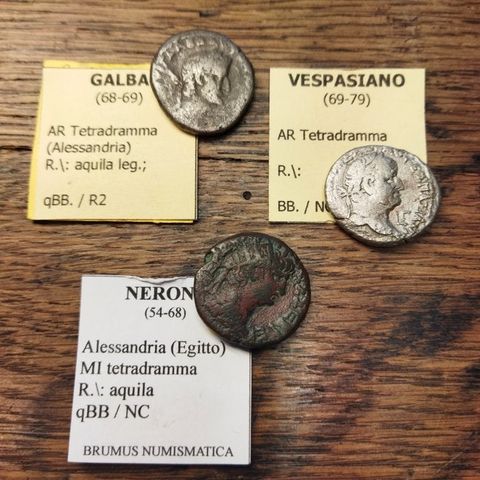 GALBA
(68-69)
AR Tetradramma
(Alessandria)
R.\: aquila leg.;
qBB. / R2
VESPASIANO
(69-79)
AR Tetradramma
R.\:
BB. /
NERON
(54-68)
Alessandria (Egitto)
MI tetradramma
R.\: aquila
qBB / NC
BRUMUS NUMISMATICA